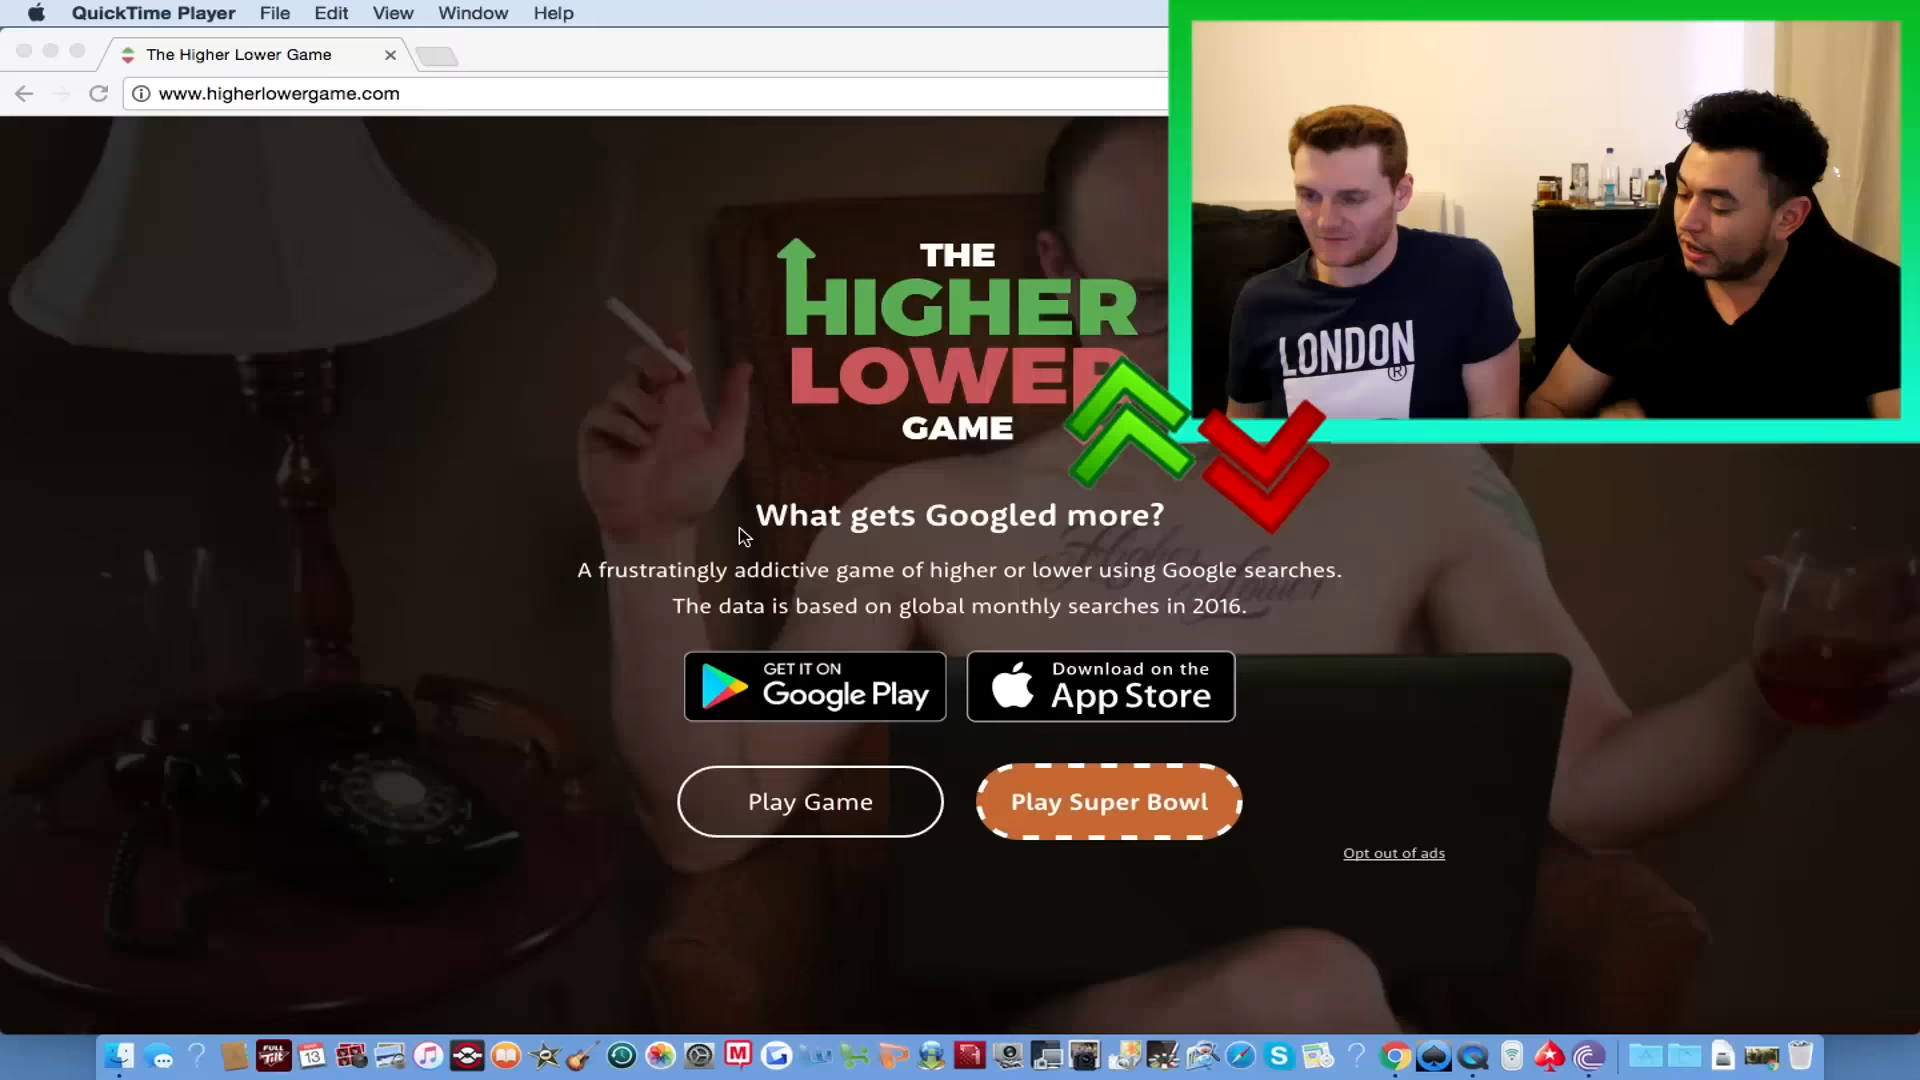 QuickTime Player File Edit View Window Help
The Higher Lower Game
www.higherlowergame.com
THE
HIGHER
LOWER
GAME
LONDON
®
What gets Googled more?
A frustratingly addictive game of higher or lower using Google searches.
The data is based on global monthly searches in 2016.
GET IT ON
Google Play
Download on the
App Store
Play Game
Play Super Bowl
Opt out of ads
FULL
TiLT
13